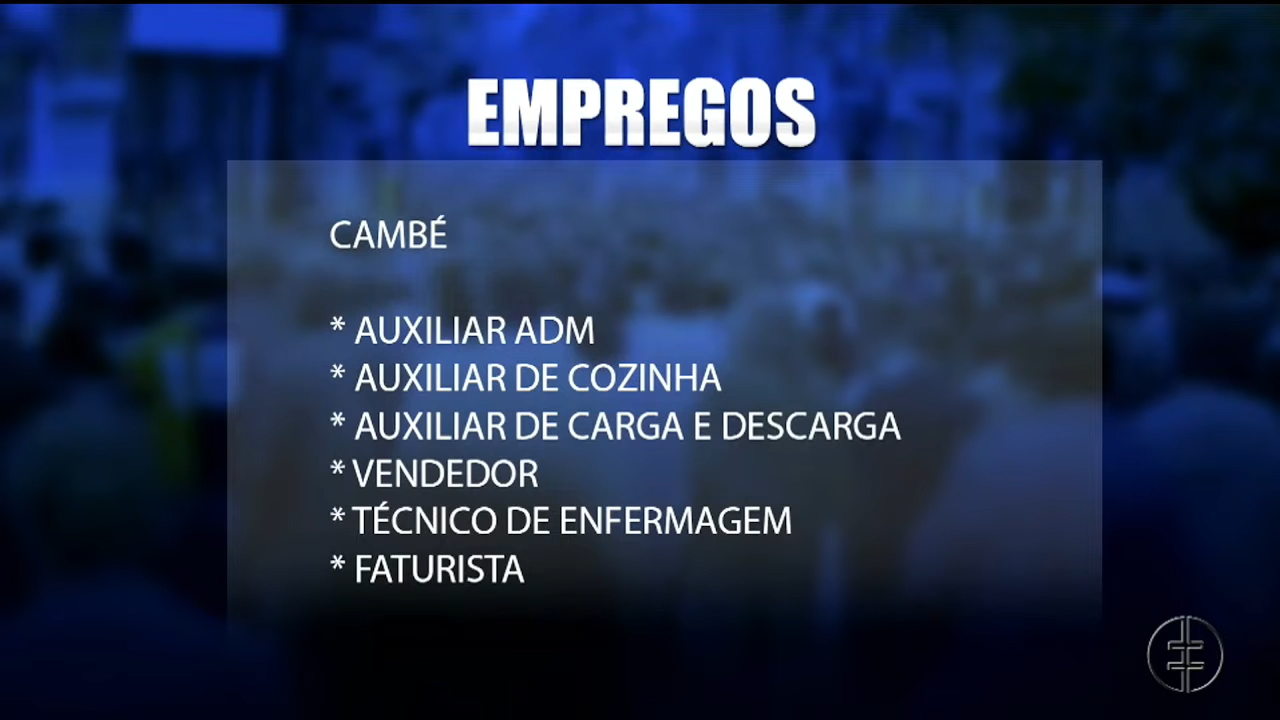 EMPREGOS
CAMBÉ
* AUXILIAR ADM
* AUXILIAR DE COZINHA
* AUXILIAR DE CARGA E DESCARGA
* VENDEDOR
* TÉCNICO DE ENFERMAGEM
* FATURISTA